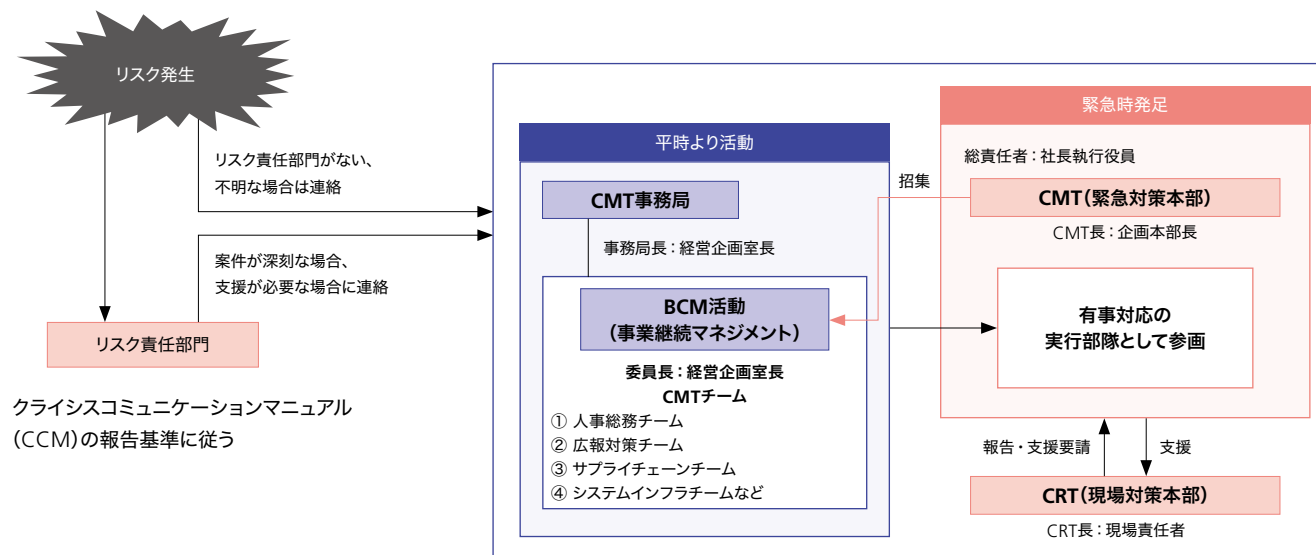 リスク発生
リスク責任部門がない、
不明な場合は連絡
案件が深刻な場合、
支援が必要な場合に連絡
リスク責任部門
クライシスコミュニケーションマニュアル
（CCM）の報告基準に従う
平時より活動
CMT事務局
事務局長：経営企画室長
BCM活動
（事業継続マネジメント）
委員長：経営企画室長
CMTチーム
① 人事総務チーム
② 広報対策チーム
③ サプライチェーンチーム
④ システムインフラチームなど
招集
緊急時発足
総責任者：社長執行役員
CMT（緊急対策本部）
CMT長：企画本部長
有事対応の
実行部隊として参画
報告・支援要請
支援
CRT（現場対策本部）
CRT長：現場責任者